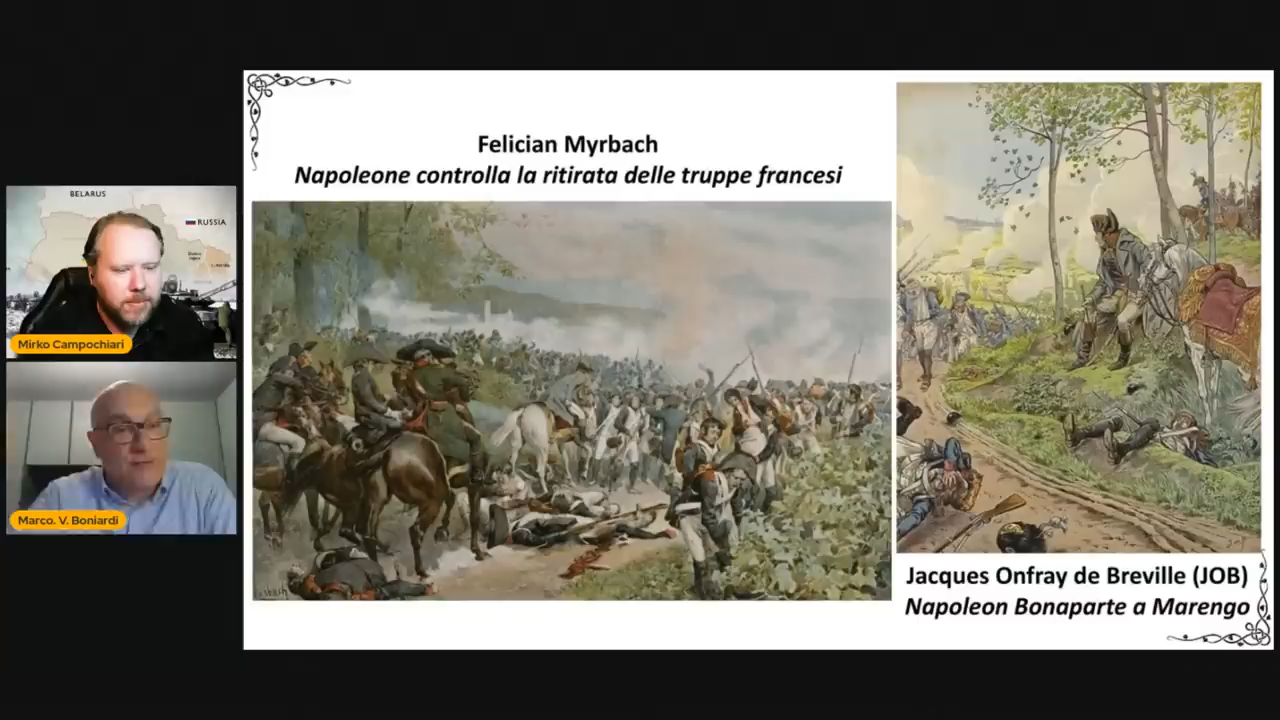 BELARUS
RUSSIA
Mirko Campochiari
Marco. V. Boniardi
Felician Myrbach
Napoleone controlla la ritirata delle truppe francesi
Jacques Onfray de Breville (JOB)
Napoleon Bonaparte a Marengo